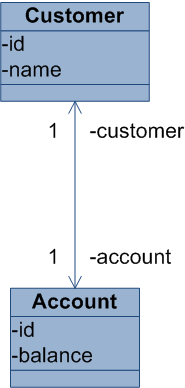 Customer
-id
-name
1 -customer
1 -account
Account
-id
-balance